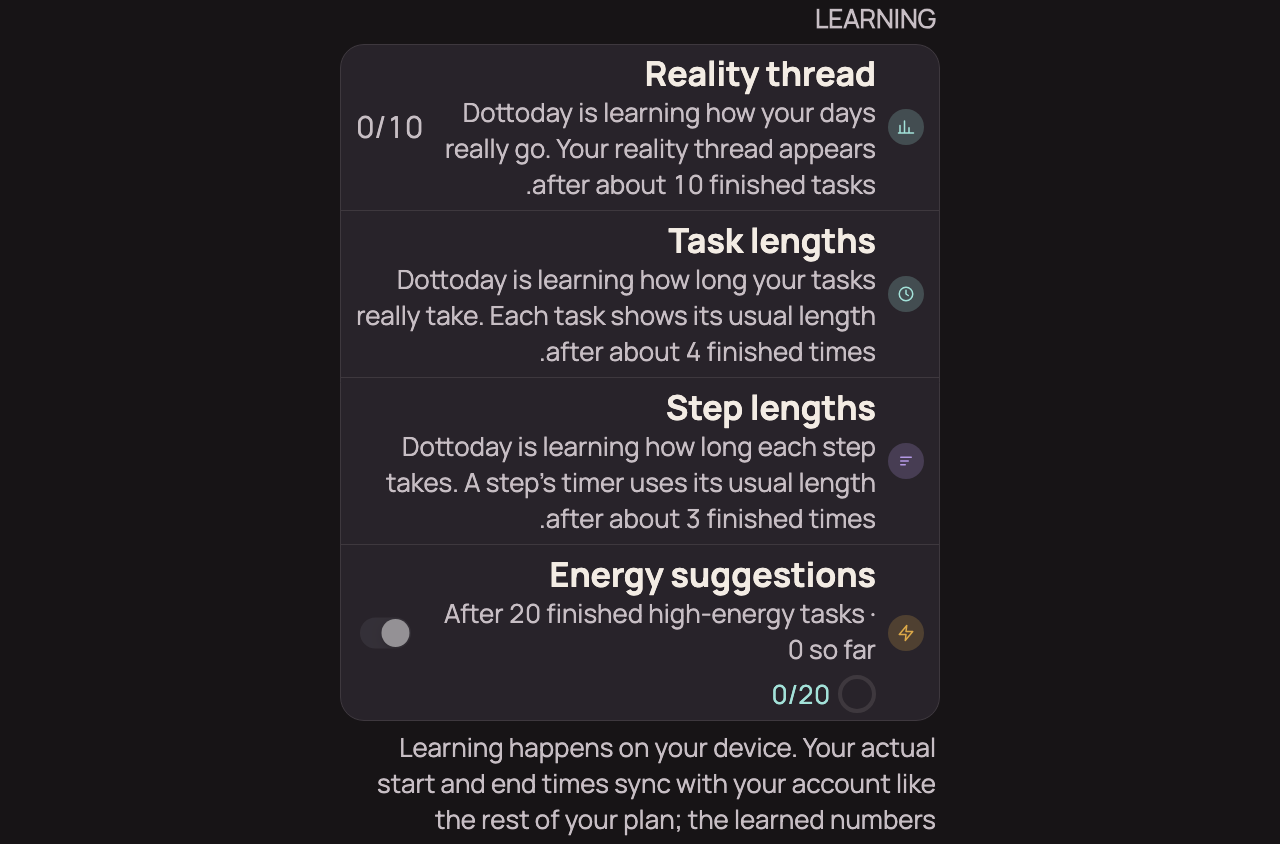 LEARNING
Reality thread
Dottoday is learning how your days
really go. Your reality thread appears
.after about 10 finished tasks
0/10
Task lengths
Dottoday is learning how long your tasks
really take. Each task shows its usual length
.after about 4 finished times
Step lengths
Dottoday is learning how long each step
takes. A step’s timer uses its usual length
.after about 3 finished times
Energy suggestions
After 20 finished high-energy tasks ·
0 so far
0/20
Learning happens on your device. Your actual
start and end times sync with your account like
the rest of your plan; the learned numbers